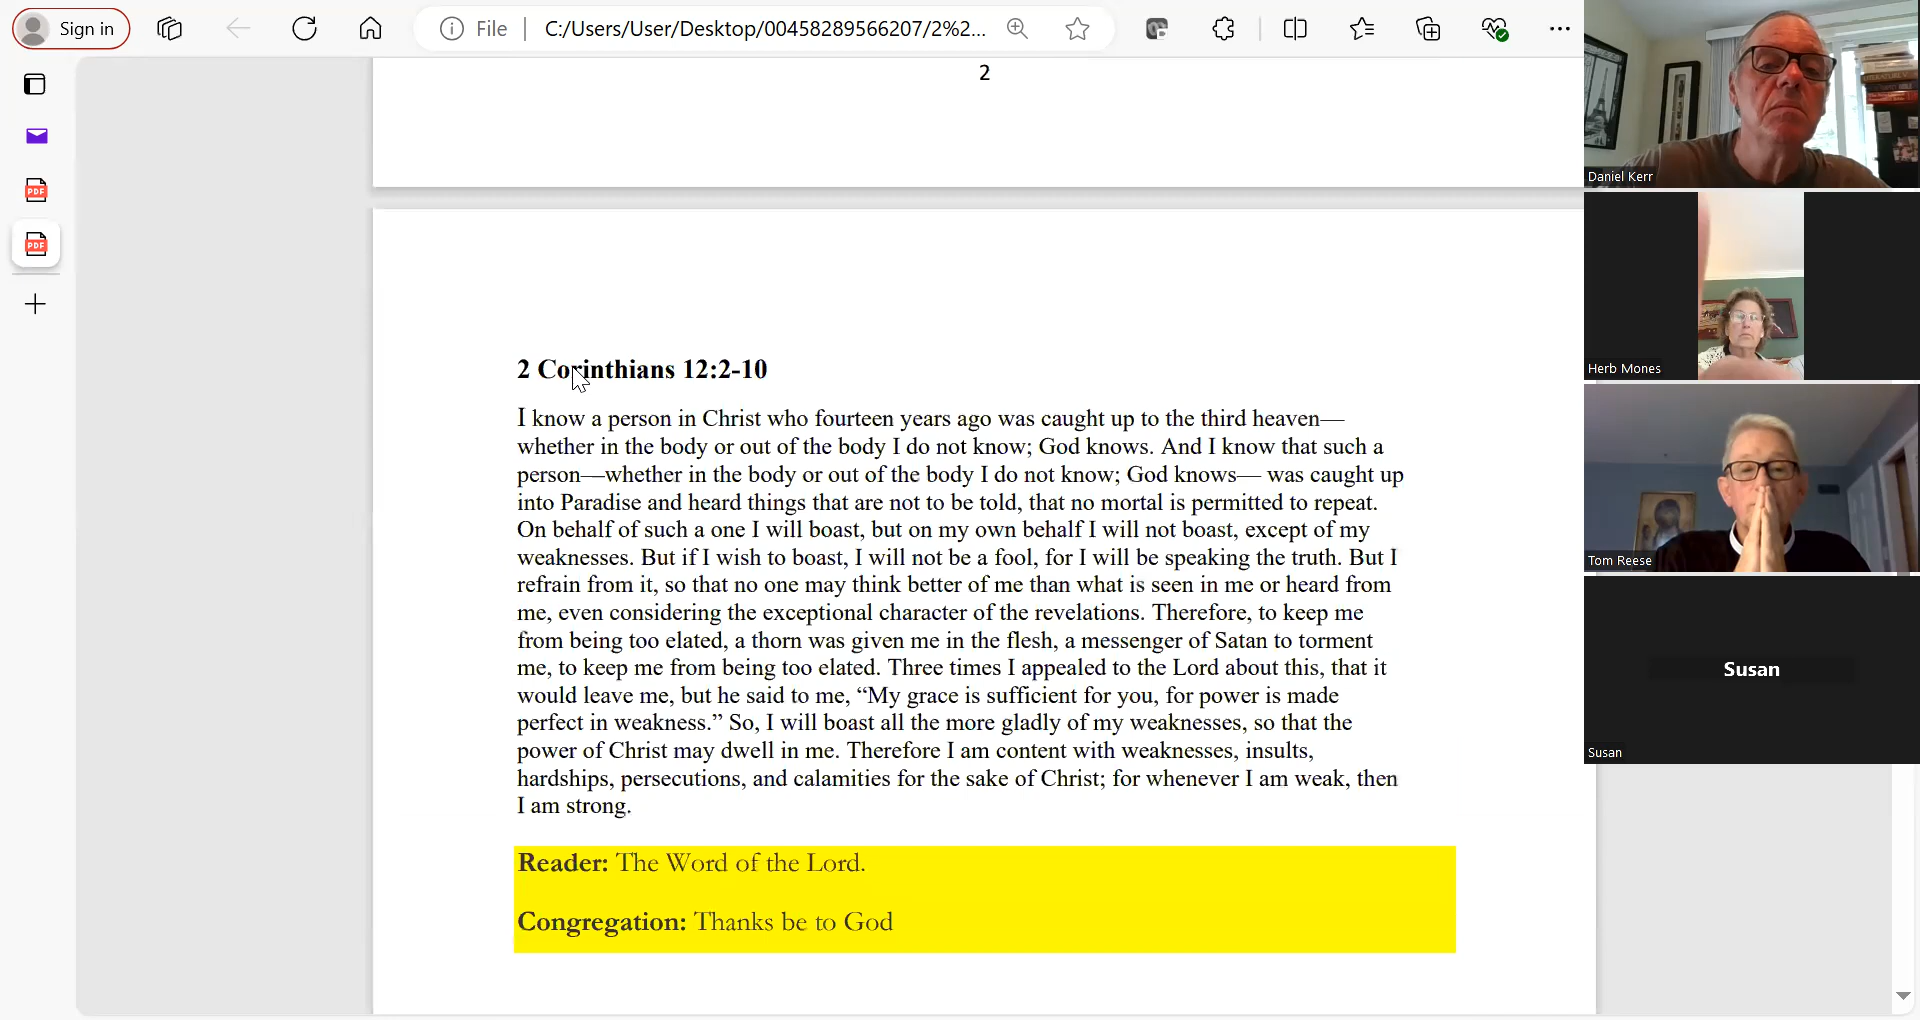 Sign in
File
C:/Users/User/Desktop/00458289566207/2%2...
2
2 Corinthians 12:2-10
I know a person in Christ who fourteen years ago was caught up to the third heaven—
whether in the body or out of the body I do not know; God knows. And I know that such a
person—whether in the body or out of the body I do not know; God knows— was caught up
into Paradise and heard things that are not to be told, that no mortal is permitted to repeat.
On behalf of such a one I will boast, but on my own behalf I will not boast, except of my
weaknesses. But if I wish to boast, I will not be a fool, for I will be speaking the truth. But I
refrain from it, so that no one may think better of me than what is seen in me or heard from
me, even considering the exceptional character of the revelations. Therefore, to keep me
from being too elated, a thorn was given me in the flesh, a messenger of Satan to torment
me, to keep me from being too elated. Three times I appealed to the Lord about this, that it
would leave me, but he said to me, “My grace is sufficient for you, for power is made
perfect in weakness.” So, I will boast all the more gladly of my weaknesses, so that the
power of Christ may dwell in me. Therefore I am content with weaknesses, insults,
hardships, persecutions, and calamities for the sake of Christ; for whenever I am weak, then
I am strong.
Reader: The Word of the Lord.
Congregation: Thanks be to God
PDF
PDF
Daniel Kerr
Herb Mones
Tom Reese
Susan
Susan